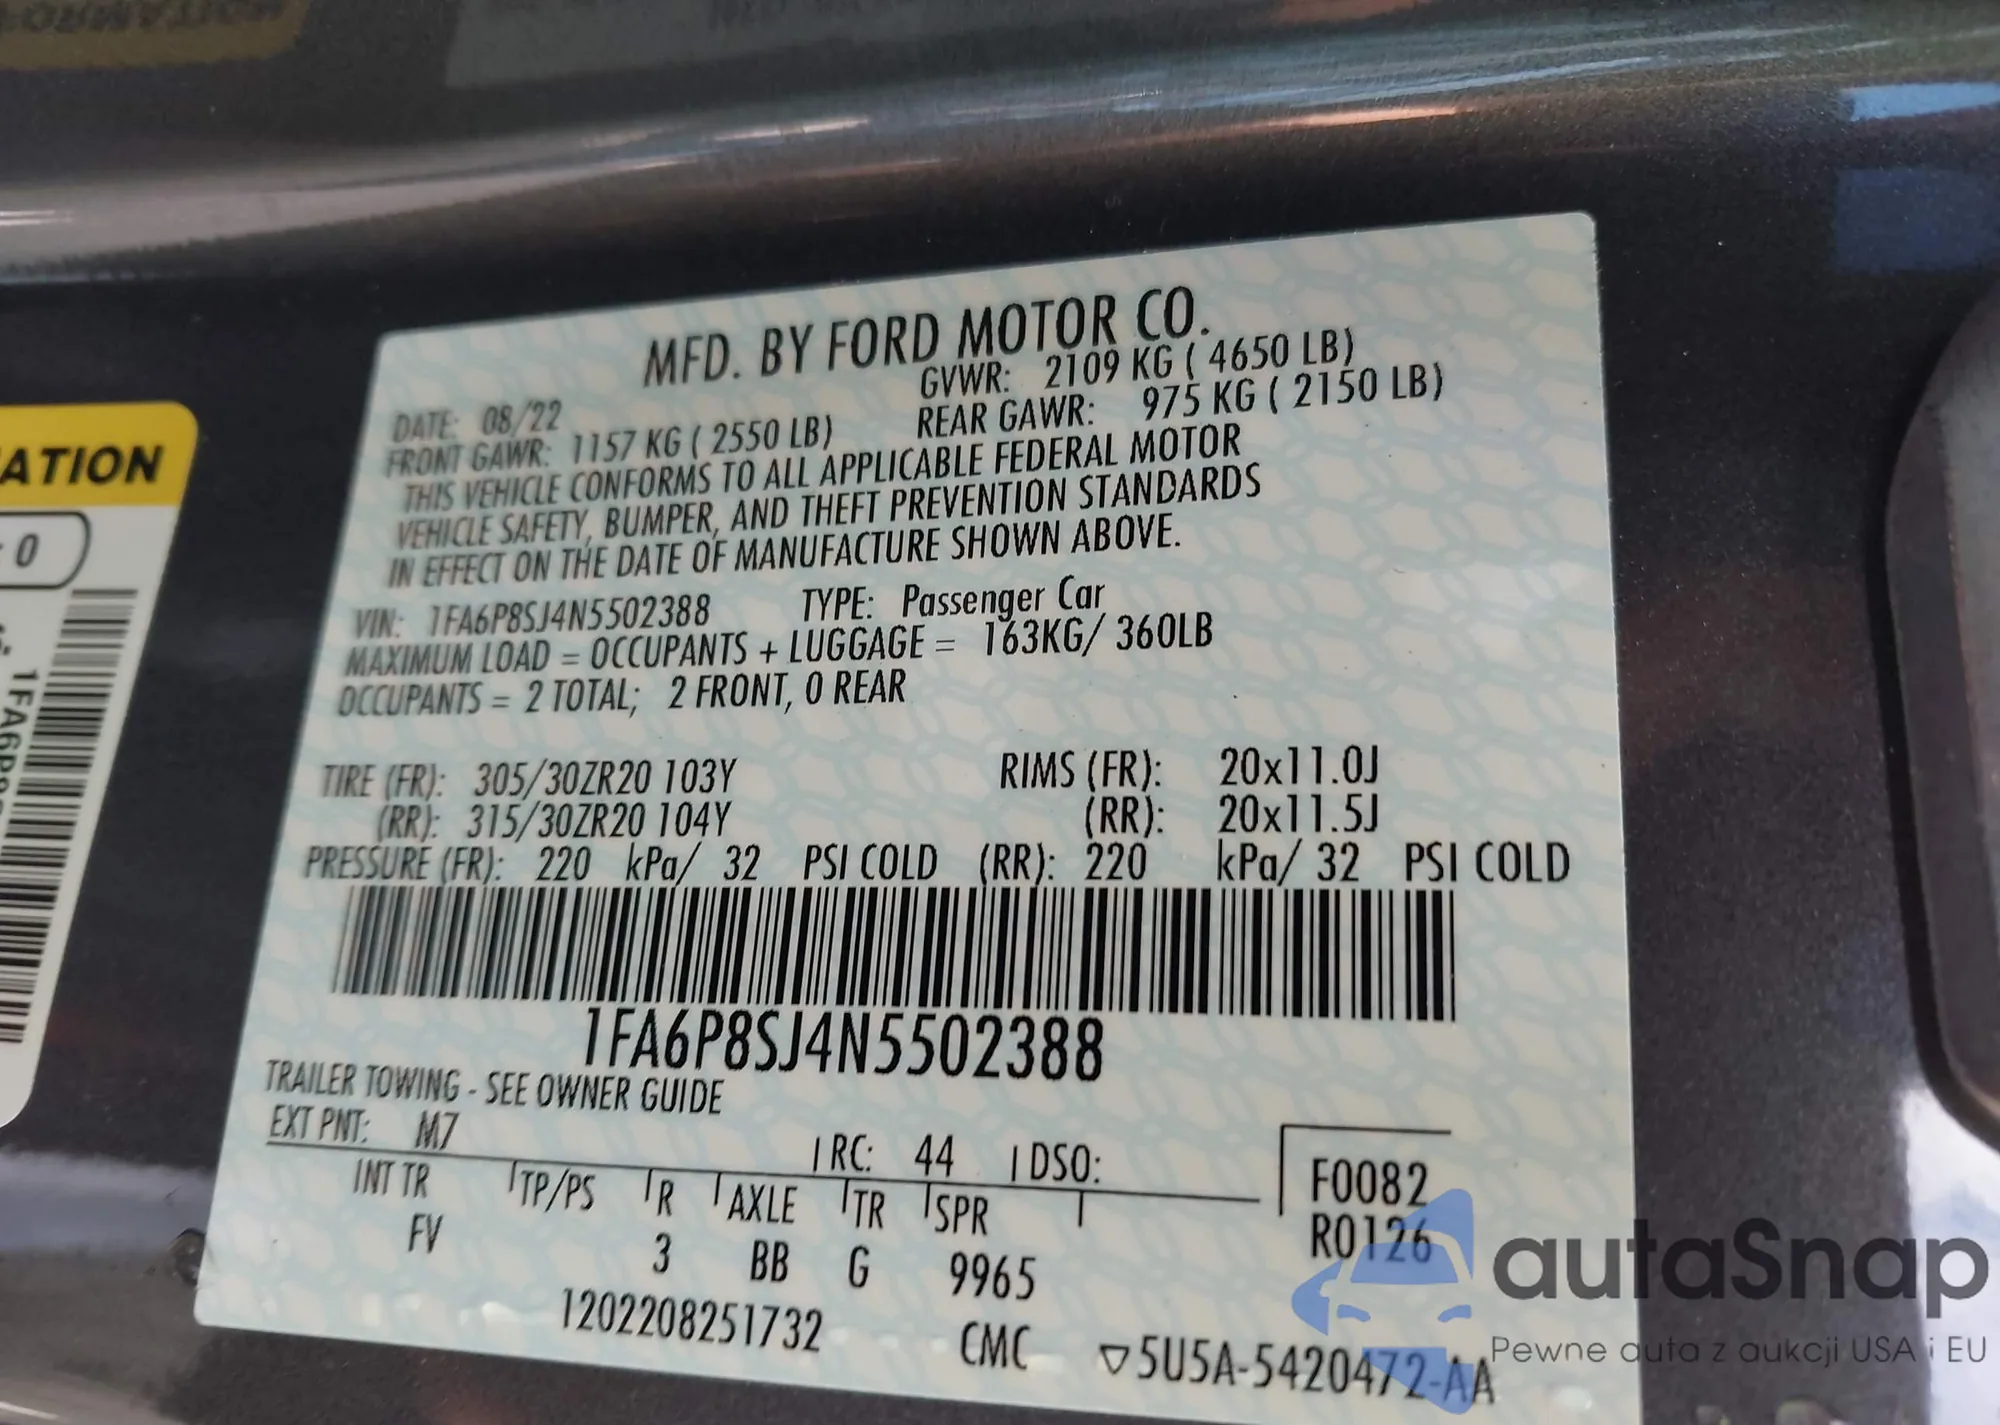 MFD. BY FORD MOTOR CO.
DATE: 08/22 GVWR: 2109 KG ( 4650 LB)
FRONT GAWR: 1157 KG ( 2550 LB) REAR GAWR: 975 KG ( 2150 LB)
THIS VEHICLE CONFORMS TO ALL APPLICABLE FEDERAL MOTOR
VEHICLE SAFETY, BUMPER, AND THEFT PREVENTION STANDARDS
IN EFFECT ON THE DATE OF MANUFACTURE SHOWN ABOVE.
VIN: 1FA6P8SJ4N5502388 TYPE: Passenger Car
MAXIMUM LOAD = OCCUPANTS + LUGGAGE = 163KG/ 360LB
OCCUPANTS = 2 TOTAL; 2 FRONT, 0 REAR
TIRE (FR): 305/30ZR20 103Y RIMS (FR): 20x11.0J
(RR): 315/30ZR20 104Y (RR): 20x11.5J
PRESSURE (FR): 220 kPa/ 32 PSI COLD (RR): 220 kPa/ 32 PSI COLD
1FA6P8SJ4N5502388
TRAILER TOWING - SEE OWNER GUIDE
EXT PNT: M7 RC: 44 DSO:
INT TR TP/PS R AXLE TR SPR
FV 3 BB G 9965
F0082
R0126
1202208251732 CMC ▽5U5A-5420472-AA
ATION
0
autaSnap
Pewne auta z aukcji USA i EU